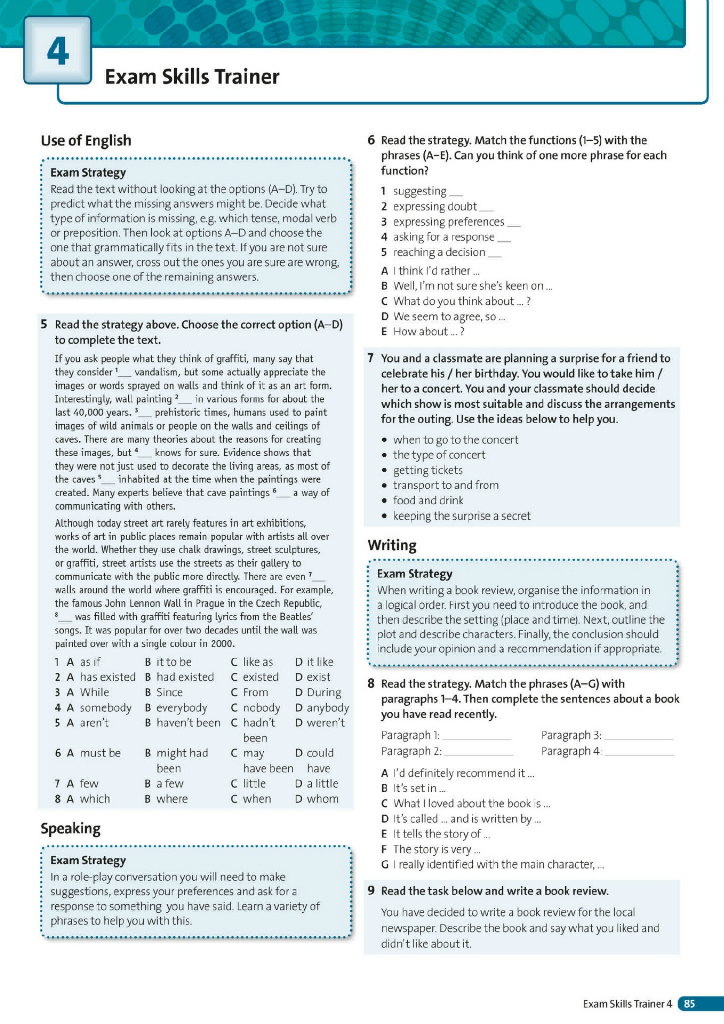 4
Exam Skills Trainer
Use of English
Exam Strategy
Read the text without looking at the options (A–D). Try to
predict what the missing answers might be. Decide what
type of information is missing, e.g. which tense, modal verb
or preposition. Then look at options A–D and choose the
one that grammatically fits in the text. If you are not sure
about an answer, cross out the ones you are sure are wrong,
then choose one of the remaining answers.
5 Read the strategy above. Choose the correct option (A–D)
to complete the text.
If you ask people what they think of graffiti, many say that
they consider 1__ vandalism, but some actually appreciate the
images or words sprayed on walls and think of it as an art form.
Interestingly, wall painting 2__ in various forms for about the
last 40,000 years. 3__ prehistoric times, humans used to paint
images of wild animals or people on the walls and ceilings of
caves. There are many theories about the reasons for creating
these images, but 4__ knows for sure. Evidence shows that
they were not just used to decorate the living areas, as most of
the caves 5__ inhabited at the time when the paintings were
created. Many experts believe that cave paintings 6__ a way of
communicating with others.
Although today street art rarely features in art exhibitions,
works of art in public places remain popular with artists all over
the world. Whether they use chalk drawings, street sculptures,
or graffiti, street artists use the streets as their gallery to
communicate with the public more directly. There are even 7__
walls around the world where graffiti is encouraged. For example,
the famous John Lennon Wall in Prague in the Czech Republic,
8__ was filled with graffiti featuring lyrics from the Beatles'
songs. It was popular for over two decades until the wall was
painted over with a single colour in 2000.
1 A as if B it to be C like as D it like
2 A has existed B had existed C existed D exist
3 A While B Since C From D During
4 A somebody B everybody C nobody D anybody
5 A aren't B haven't been C hadn't D weren't
been
6 A must be B might had C may D could
been have been have
7 A few B a few C little D a little
8 A which B where C when D whom
Speaking
Exam Strategy
In a role-play conversation you will need to make
suggestions, express your preferences and ask for a
response to something you have said. Learn a variety of
phrases to help you with this.
6 Read the strategy. Match the functions (1–5) with the
phrases (A–E). Can you think of one more phrase for each
function?
1 suggesting __
2 expressing doubt __
3 expressing preferences __
4 asking for a response __
5 reaching a decision __
A I think I'd rather ...
B Well, I'm not sure she's keen on ...
C What do you think about ... ?
D We seem to agree, so ...
E How about ... ?
7 You and a classmate are planning a surprise for a friend to
celebrate his / her birthday. You would like to take him /
her to a concert. You and your classmate should decide
which show is most suitable and discuss the arrangements
for the outing. Use the ideas below to help you.
• when to go to the concert
• the type of concert
• getting tickets
• transport to and from
• food and drink
• keeping the surprise a secret
Writing
Exam Strategy
When writing a book review, organise the information in
a logical order. First you need to introduce the book, and
then describe the setting (place and time). Next, outline the
plot and describe characters. Finally, the conclusion should
include your opinion and a recommendation if appropriate.
8 Read the strategy. Match the phrases (A–G) with
paragraphs 1–4. Then complete the sentences about a book
you have read recently.
Paragraph 1: __________ Paragraph 3: __________
Paragraph 2: __________ Paragraph 4: __________
A I'd definitely recommend it ...
B It's set in ...
C What I loved about the book is ...
D It's called ... and is written by ...
E It tells the story of ...
F The story is very ...
G I really identified with the main character, ...
9 Read the task below and write a book review.
You have decided to write a book review for the local
newspaper. Describe the book and say what you liked and
didn't like about it.
Exam Skills Trainer 4 85